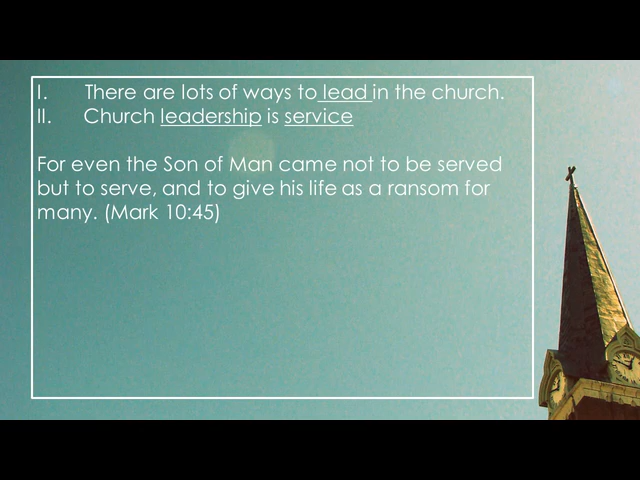 I. There are lots of ways to lead in the church.
II. Church leadership is service
For even the Son of Man came not to be served
but to serve, and to give his life as a ransom for
many. (Mark 10:45)